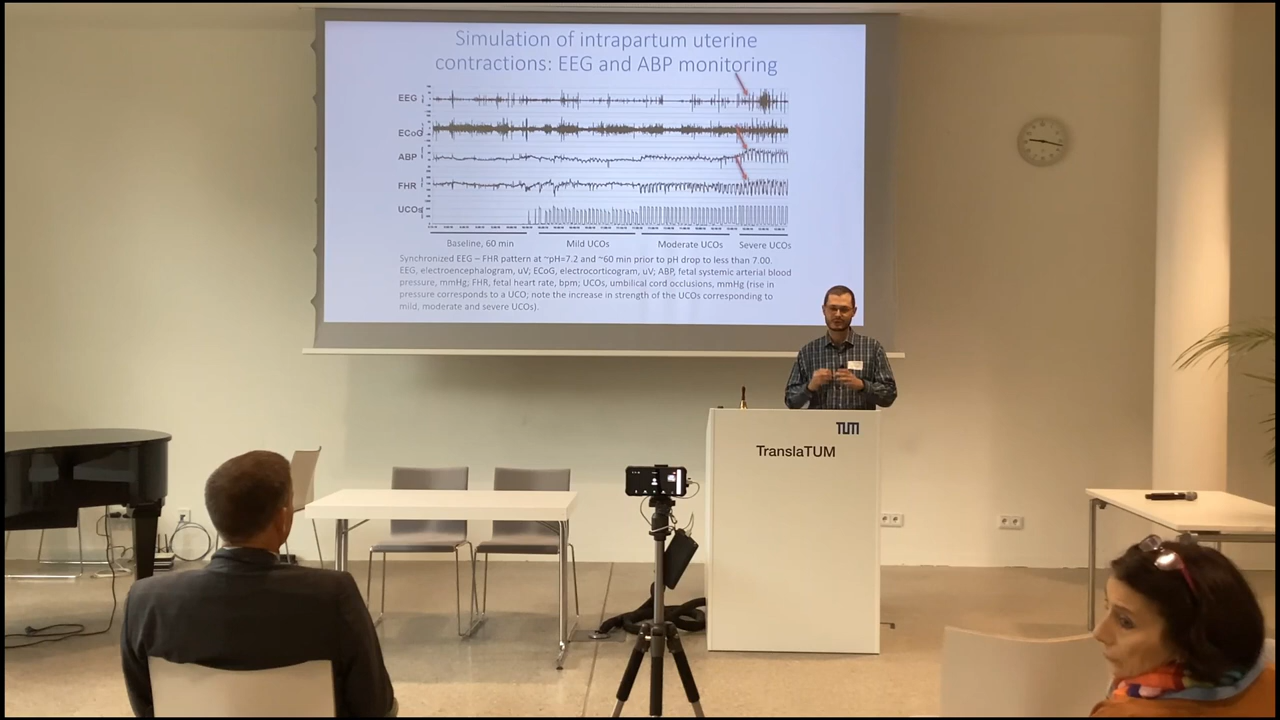 Simulation of intrapartum uterine
contractions: EEG and ABP monitoring
EEG
ECoG
ABP
FHR
UCOs
Baseline, 60 min
Mild UCOs
Moderate UCOs
Severe UCOs
Synchronized EEG – FHR pattern at ~pH=7.2 and ~60 min prior to pH drop to less than 7.00.
EEG, electroencephalogram, uV; ECoG, electrocorticogram, uV; ABP, fetal systemic arterial blood
pressure, mmHg; FHR, fetal heart rate, bpm; UCOs, umbilical cord occlusions, mmHg (rise in
pressure corresponds to a UCO; note the increase in strength of the UCOs corresponding to
mild, moderate and severe UCOs).
TUM
TranslaTUM